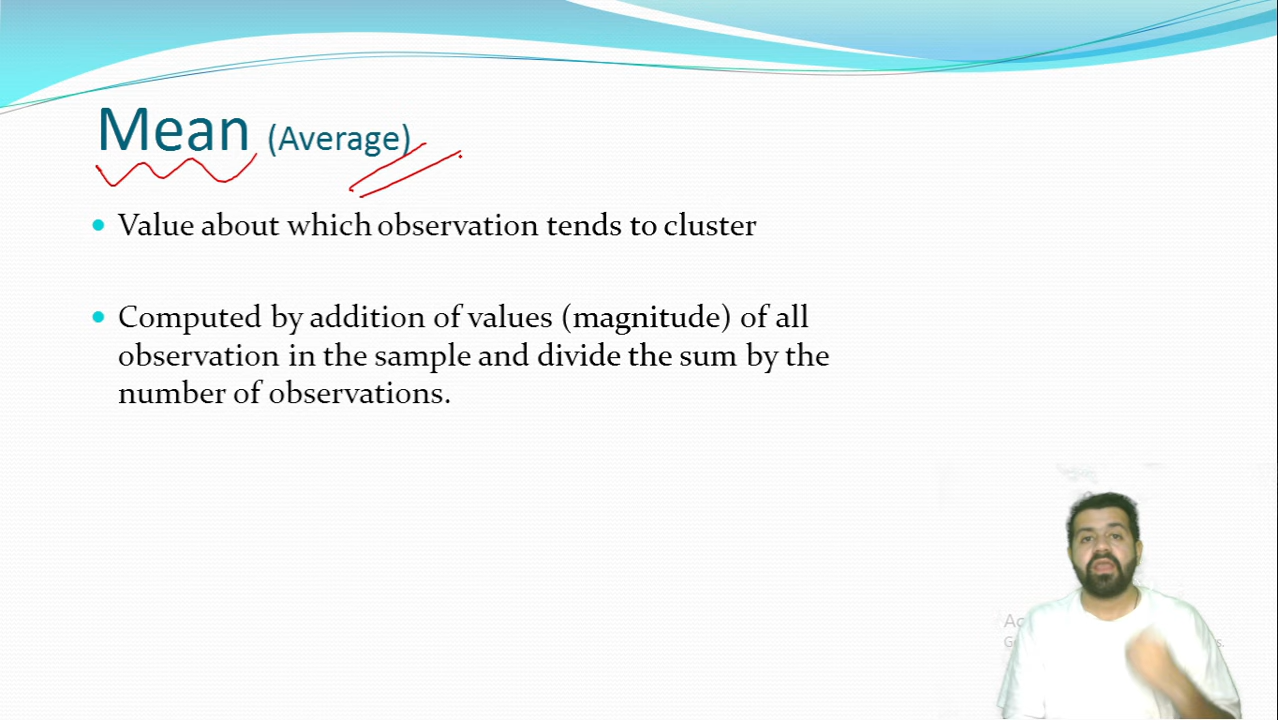 Mean (Average)
Value about which observation tends to cluster
Computed by addition of values (magnitude) of all
observation in the sample and divide the sum by the
number of observations.